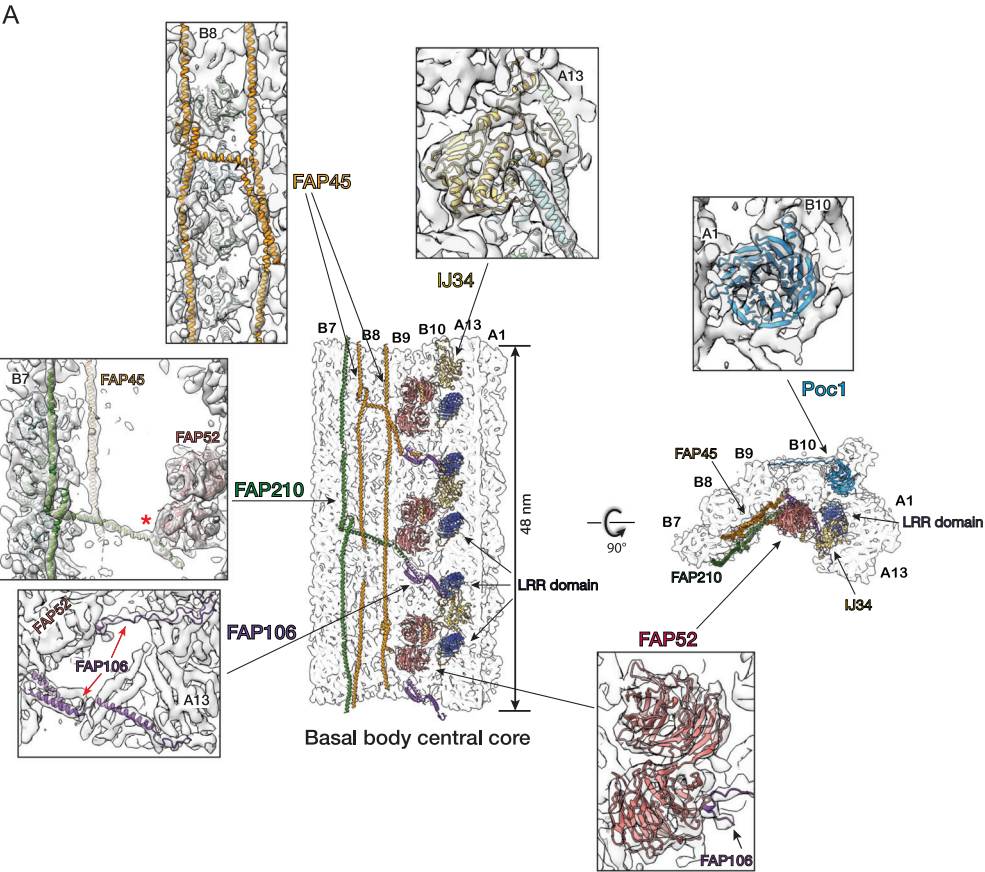 A
B8
A13
FAP45
IJ34
B10
A1
Poc1
B7
FAP45
FAP52
*
FAP210
B7
B8
B9
B10
A13
A1
48 nm
LRR domain
90°
B10
B9
FAP45
B8
B7
A1
LRR domain
FAP210
A13
IJ34
FAP52
FAP106
A13
FAP106
FAP52
FAP106
Basal body central core